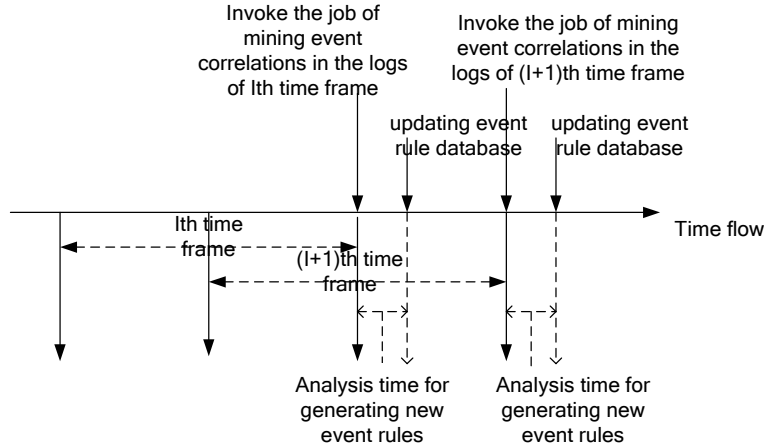 Invoke the job of
mining event
correlations in the logs
of Ith time frame
Invoke the job of mining
event correlations in the
logs of (I+1)th time frame
updating event
rule database
updating event
rule database
Ith time
frame
(I+1)th time
frame
Time flow
Analysis time for
generating new
event rules
Analysis time for
generating new
event rules